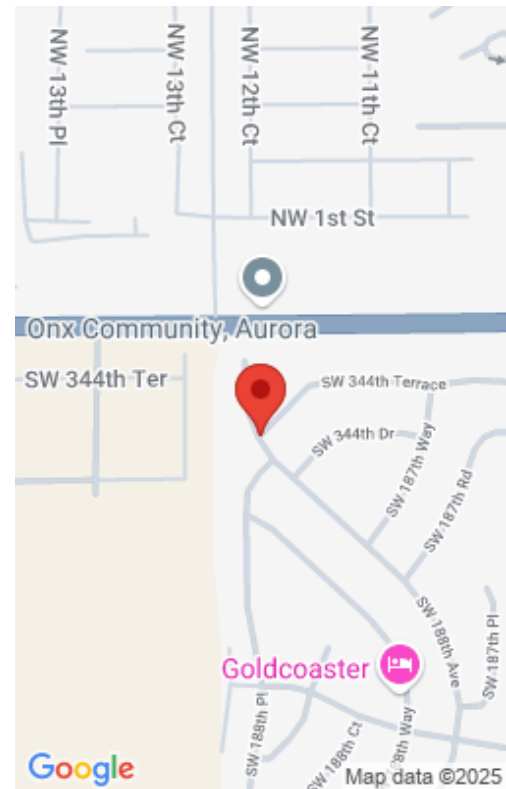 NW 13th Pl
NW 13th Ct
NW 12th Ct
NW 11th Ct
NW 1st St
Onx Community, Aurora
SW 344th Ter
SW 344th Terrace
SW 344th Dr
SW 187th Way
SW 187th Rd
SW 188th Ave
SW 187th Pl
Goldcoaster
SW 188th Pl
SW 188th Ct
8th Way
Google
Map data ©2025